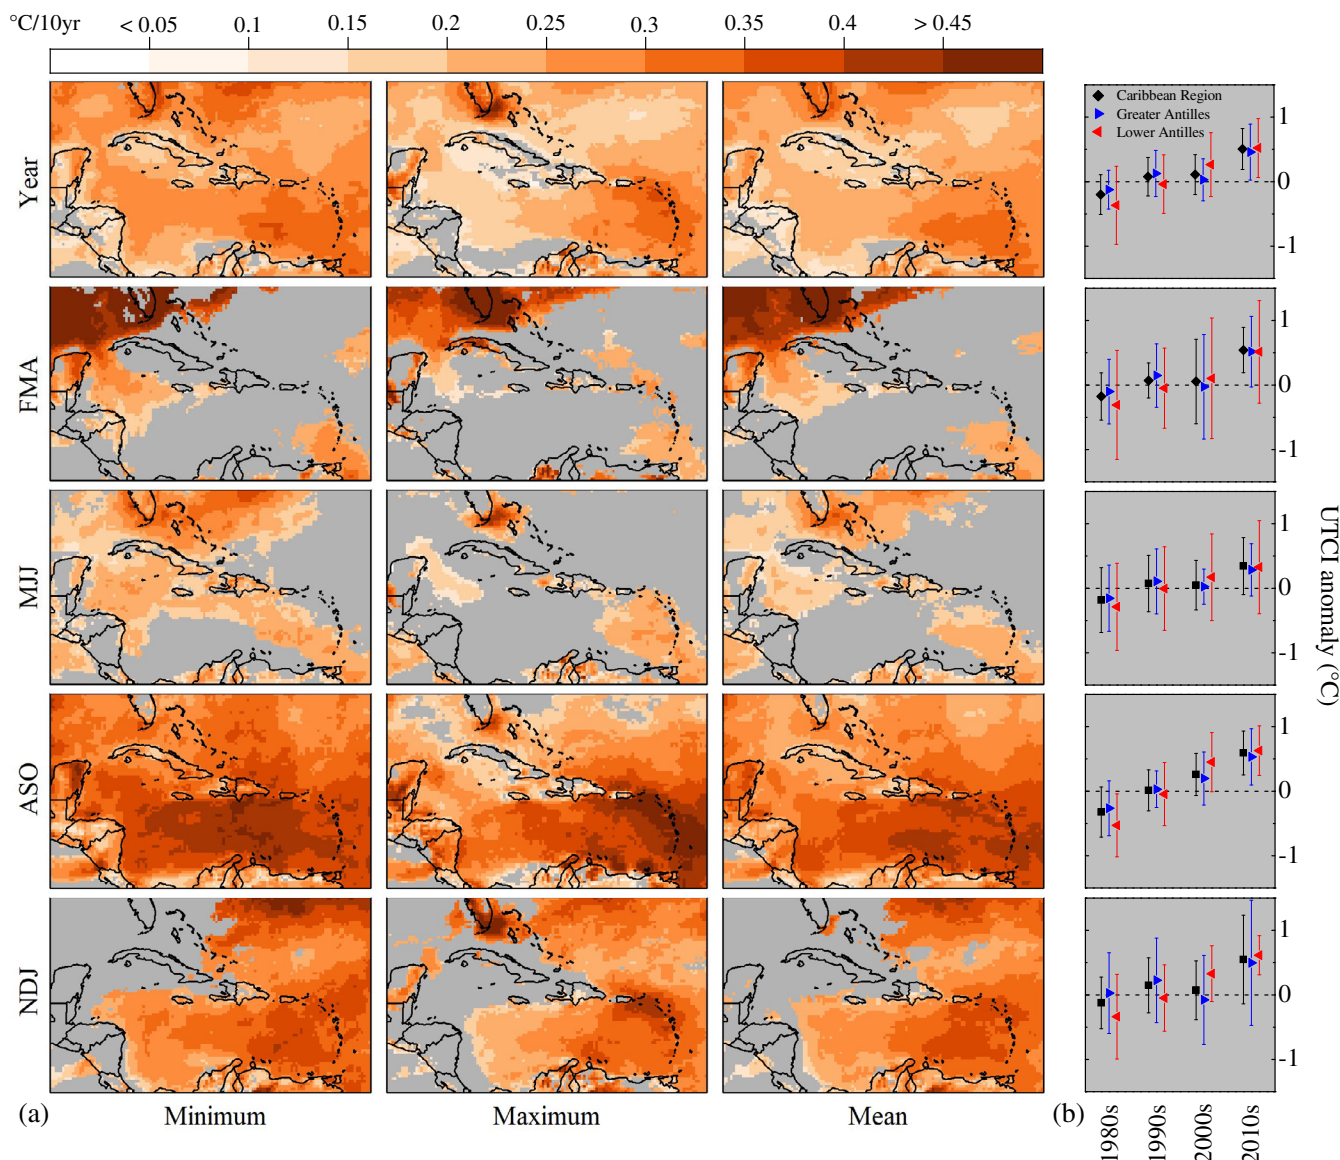 °C/10yr < 0.05 0.1 0.15 0.2 0.25 0.3 0.35 0.4 > 0.45
Year
FMA
MJJ
ASO
NDJ
(a) Minimum Maximum Mean
Caribbean Region
Greater Antilles
Lower Antilles
1
0
-1
1
0
-1
1
0
-1
1
0
-1
1
0
-1
UTCI anomaly (°C)
(b) 1980s 1990s 2000s 2010s